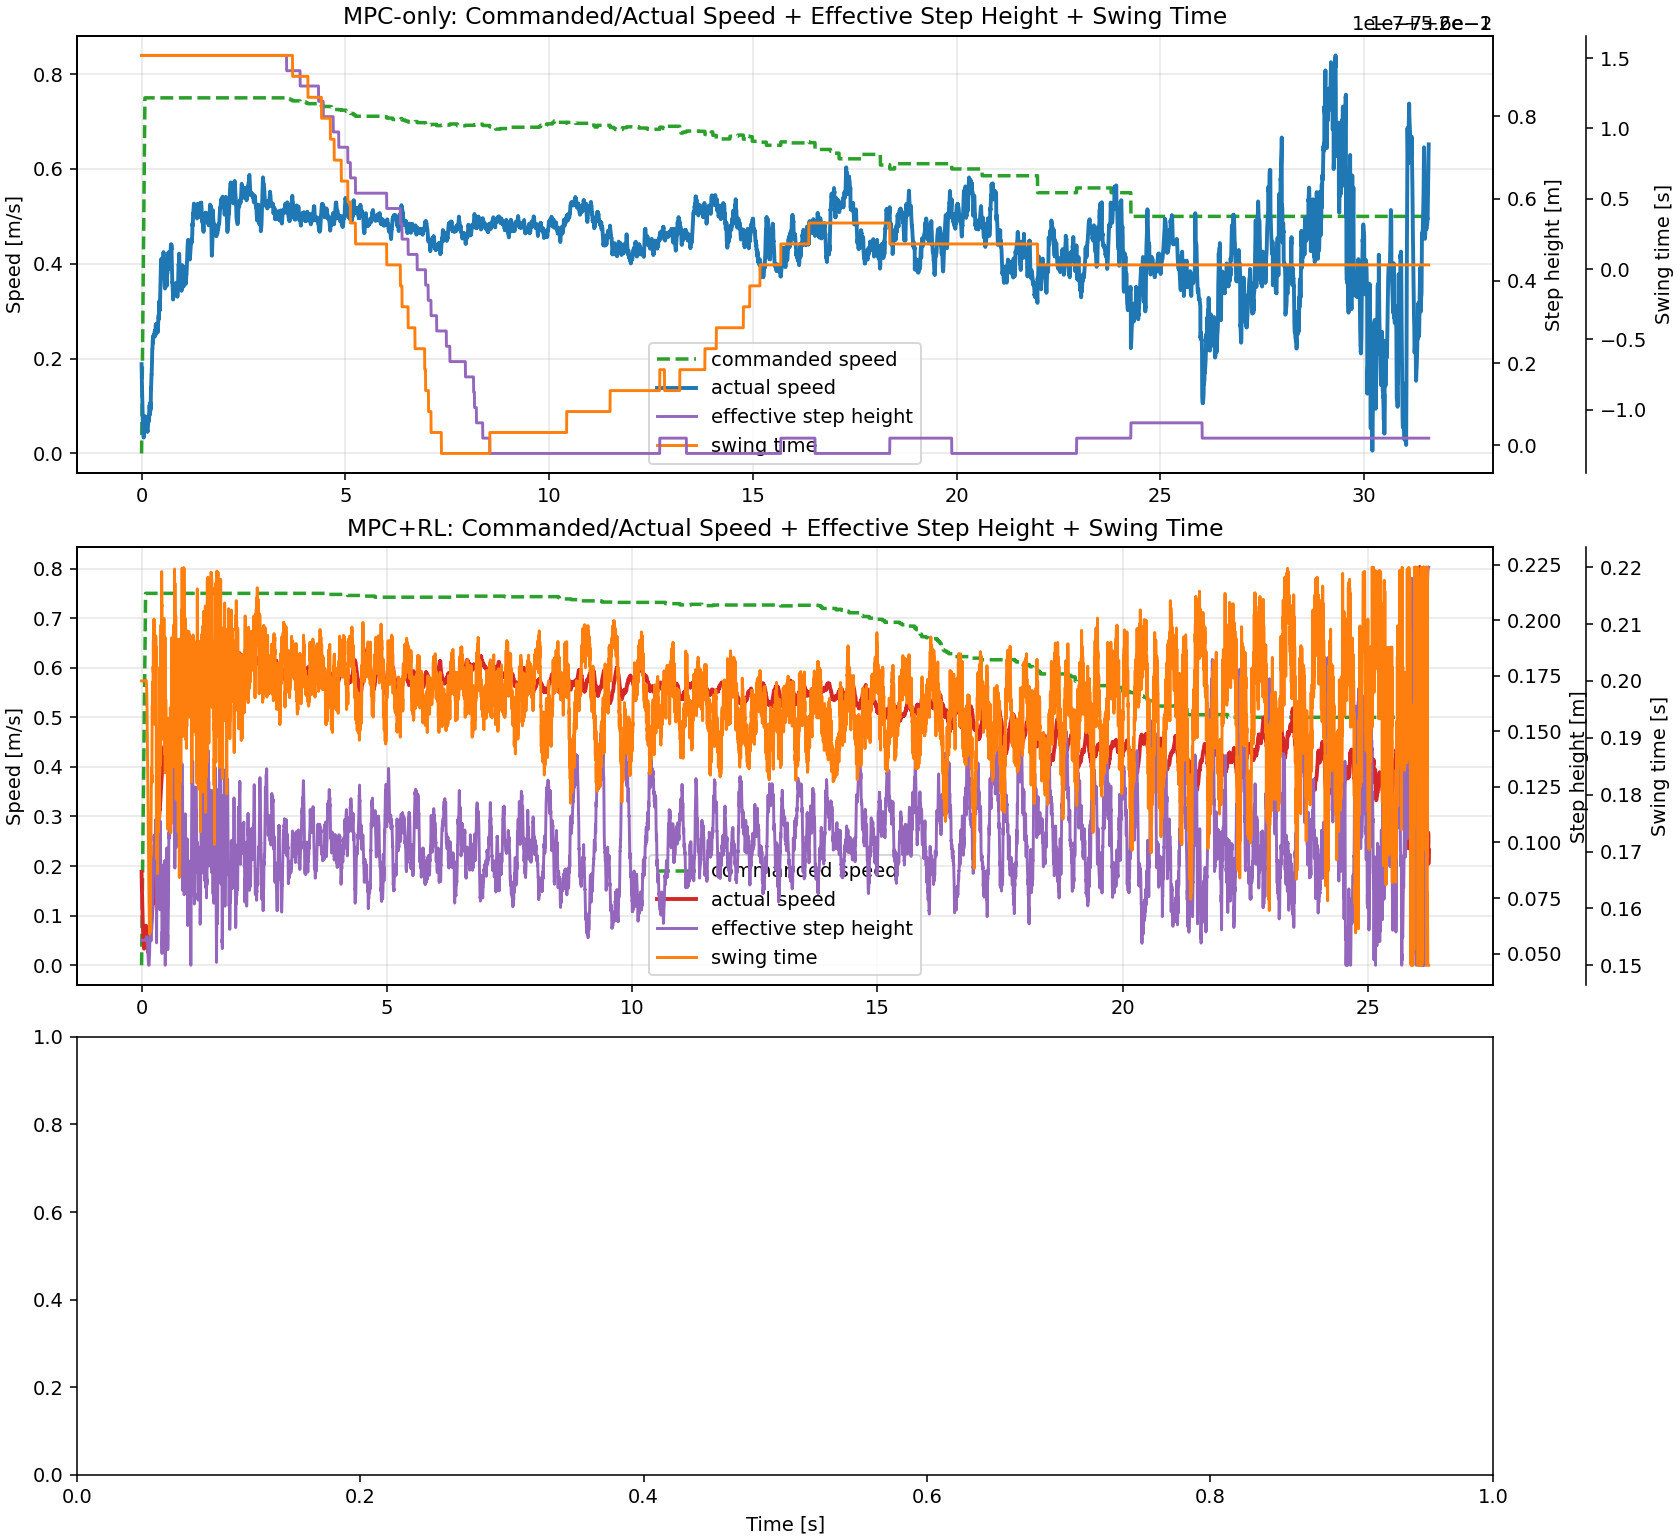 MPC-only: Commanded/Actual Speed + Effective Step Height + Swing Time
0.8
0.6
0.4
0.2
0.0
Speed [m/s]
0.8
0.6
0.4
0.2
0.0
Step height [m]
1.5
1.0
0.5
0.0
−0.5
−1.0
Swing time [s]
commanded speed
actual speed
effective step height
swing time
0 5 10 15 20 25 30
MPC+RL: Commanded/Actual Speed + Effective Step Height + Swing Time
0.8
0.7
0.6
0.5
0.4
0.3
0.2
0.1
0.0
Speed [m/s]
0.225
0.200
0.175
0.150
0.125
0.100
0.075
0.050
Step height [m]
0.22
0.21
0.20
0.19
0.18
0.17
0.16
0.15
Swing time [s]
commanded speed
actual speed
effective step height
swing time
0 5 10 15 20 25
1.0
0.8
0.6
0.4
0.2
0.0
0.0 0.2 0.4 0.6 0.8 1.0
Time [s]